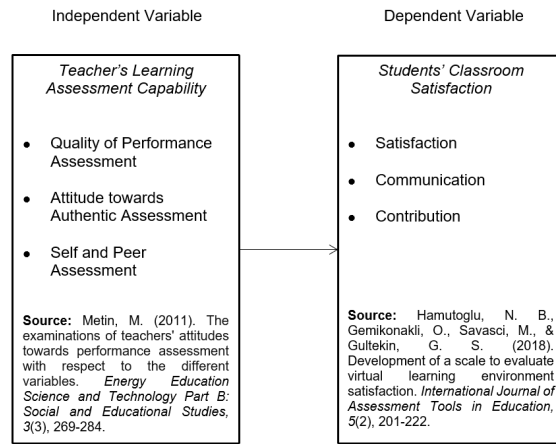 Independent Variable
Dependent Variable
Teacher's Learning
Assessment Capability
● Quality of Performance
Assessment
● Attitude towards
Authentic Assessment
● Self and Peer
Assessment
Source: Metin, M. (2011). The
examinations of teachers' attitudes
towards performance assessment
with respect to the different
variables. Energy Education
Science and Technology Part B:
Social and Educational Studies,
3(3), 269-284.
Students' Classroom
Satisfaction
● Satisfaction
● Communication
● Contribution
Source: Hamutoglu, N. B.,
Gemikonakli, O., Savasci, M., &
Gultekin, G. S. (2018).
Development of a scale to evaluate
virtual learning environment
satisfaction. International Journal of
Assessment Tools in Education,
5(2), 201-222.